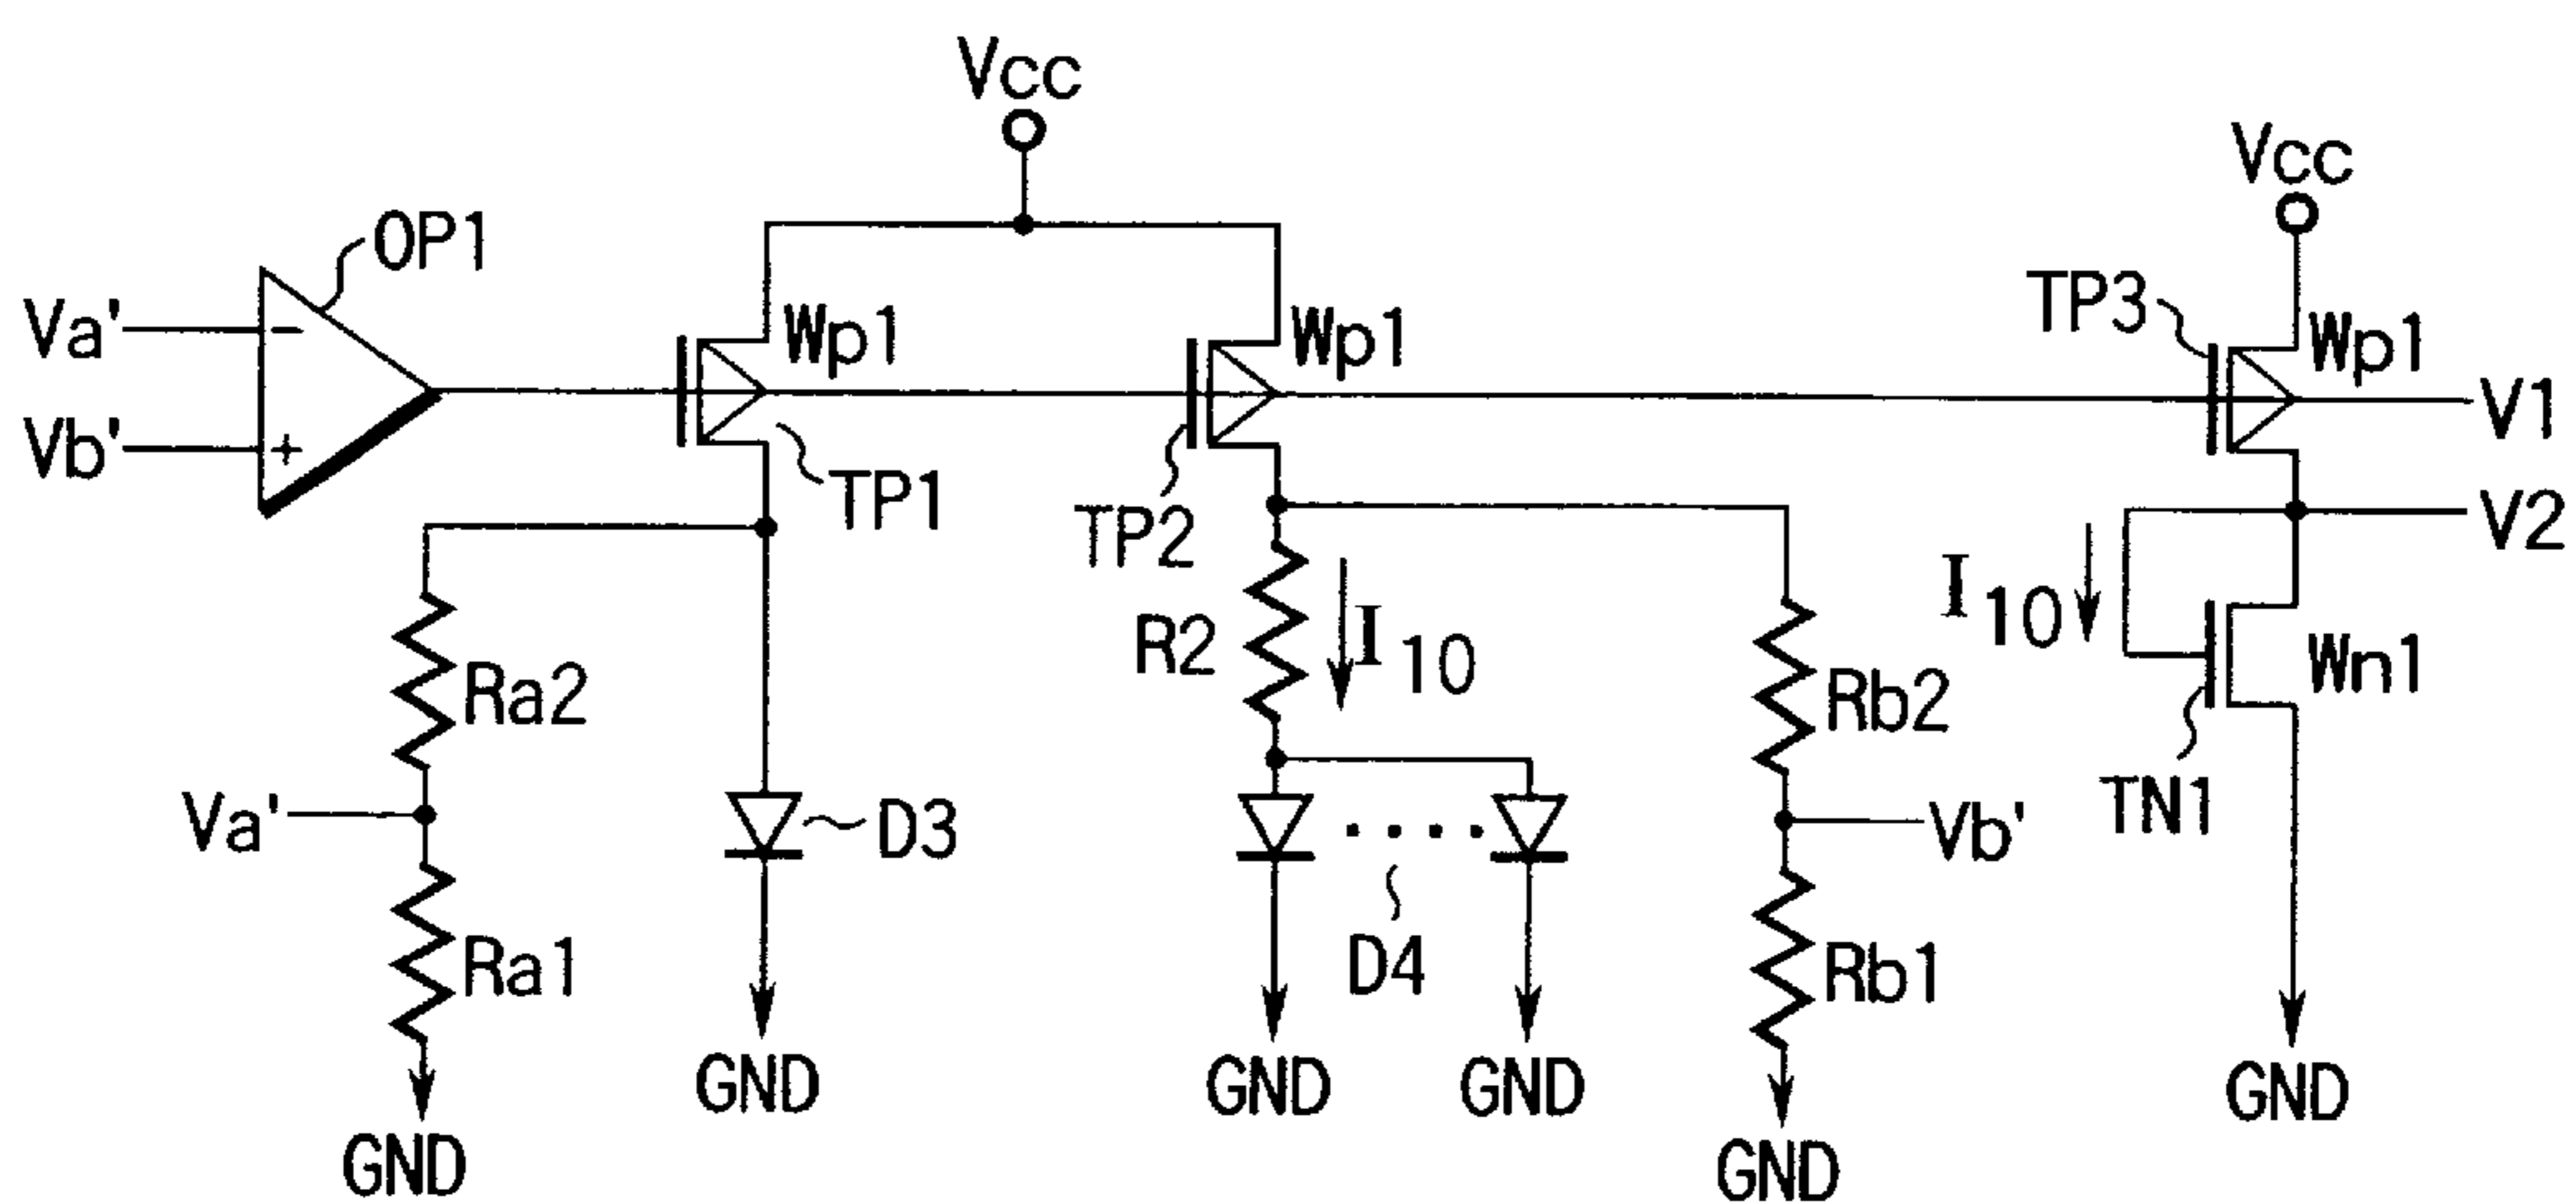 Vcc
Vcc
OP1
TP3
Va'
Wp1
Wp1
Wp1
−
V1
Vb'
+
TP1
TP2
V2
I10
I10
R2
Wn1
Ra2
Rb2
Va'
D3
Vb'
TN1
Ra1
D4
Rb1
GND
GND
GND
GND
GND
GND